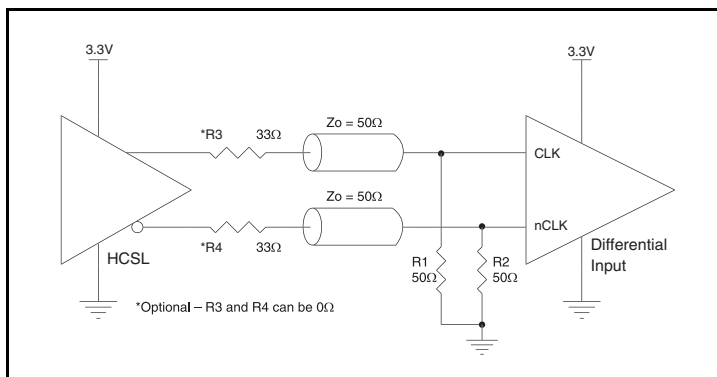 3.3V
3.3V
*R3 33Ω
Zo = 50Ω
CLK
Zo = 50Ω
nCLK
*R4 33Ω
HCSL
Differential
Input
R1
50Ω
R2
50Ω
*Optional – R3 and R4 can be 0Ω